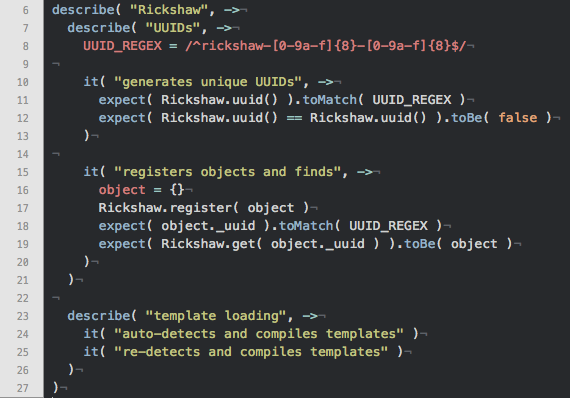 6 describe( "Rickshaw", ->¬
7   describe( "UUIDs", ->¬
8     UUID_REGEX = /^rickshaw-[0-9a-f]{8}-[0-9a-f]{8}$/¬
9 ¬
10     it( "generates unique UUIDs", ->¬
11       expect( Rickshaw.uuid() ).toMatch( UUID_REGEX )¬
12       expect( Rickshaw.uuid() == Rickshaw.uuid() ).toBe( false )¬
13     )¬
14 ¬
15     it( "registers objects and finds", ->¬
16       object = {}¬
17       Rickshaw.register( object )¬
18       expect( object._uuid ).toMatch( UUID_REGEX )¬
19       expect( Rickshaw.get( object._uuid ) ).toBe( object )¬
20     )¬
21   )¬
22 ¬
23   describe( "template loading", ->¬
24     it( "auto-detects and compiles templates" )¬
25     it( "re-detects and compiles templates" )¬
26   )¬
27 )¬